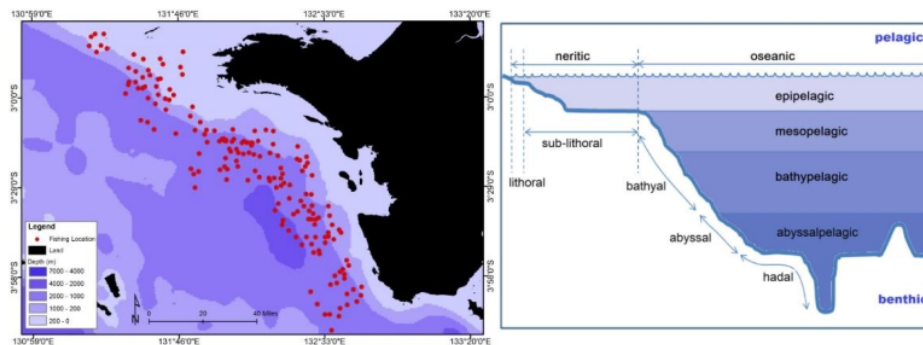 130°59'0"E 131°46'0"E 132°33'0"E 133°20'0"E
3°0'0"S
3°29'0"S
3°58'0"S
Legend
Fishing Location
Land
Depth (m)
7000 - 4000
4000 - 2000
2000 - 1000
1000 - 200
200 - 0
N
0 20 40 Miles
130°59'0"E 131°46'0"E 132°33'0"E 133°20'0"E
3°0'0"S
3°29'0"S
3°58'0"S
pelagic
neritic oseanic
epipelagic
mesopelagic
sub-lithoral
lithoral
bathyal
bathypelagic
abyssal
abyssalpelagic
hadal
benthic